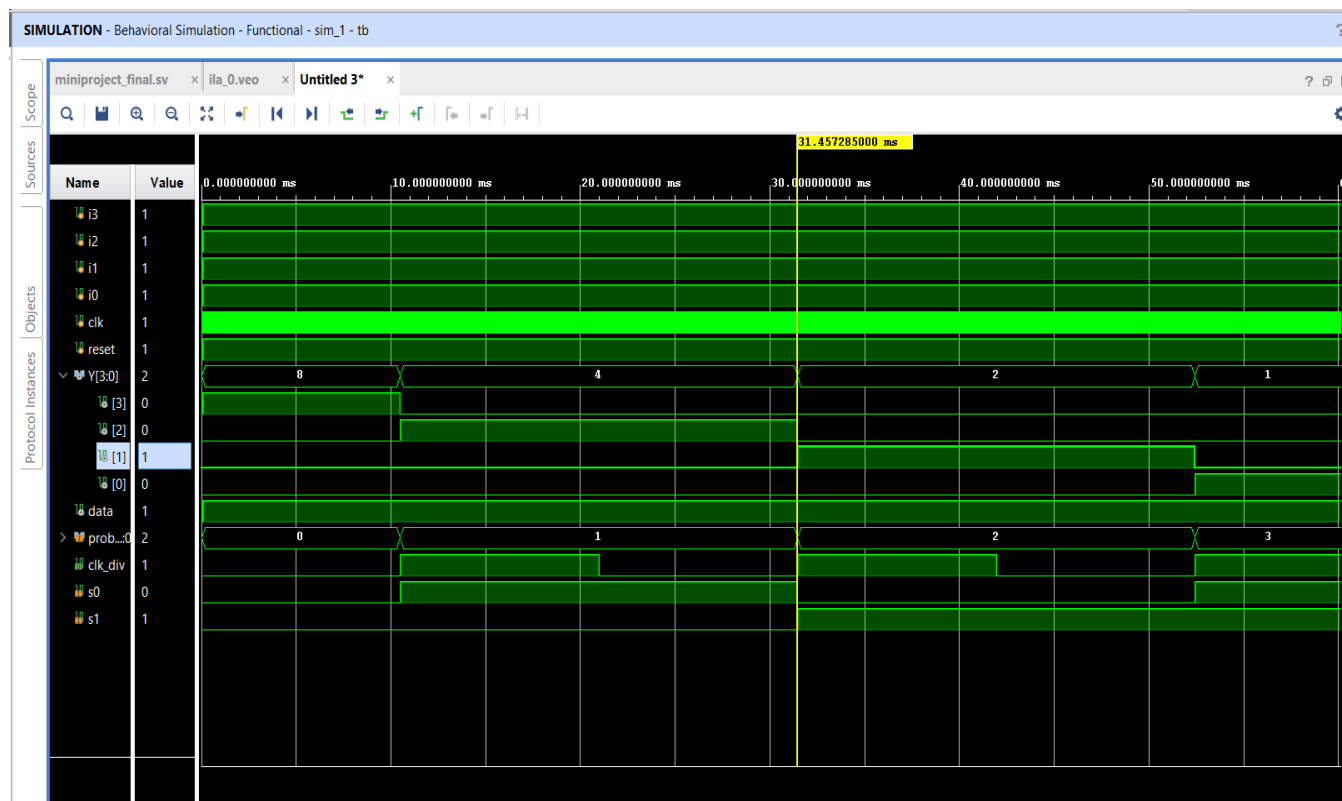 SIMULATION - Behavioral Simulation - Functional - sim_1 - tb
?
miniproject_final.sv × ila_0.veo × Untitled 3* ×
?
Scope
Sources
Objects
Protocol Instances
31.457285000 ms
Name Value 0.000000000 ms 10.000000000 ms 20.000000000 ms 30.000000000 ms 40.000000000 ms 50.000000000 ms
i3 1
i2 1
i1 1
i0 1
clk 1
reset 1
Y[3:0] 2 8 4 2 1
[3] 0
[2] 0
[1] 1
[0] 0
data 1
prob...:0 2 0 1 2 3
clk_div 1
s0 0
s1 1